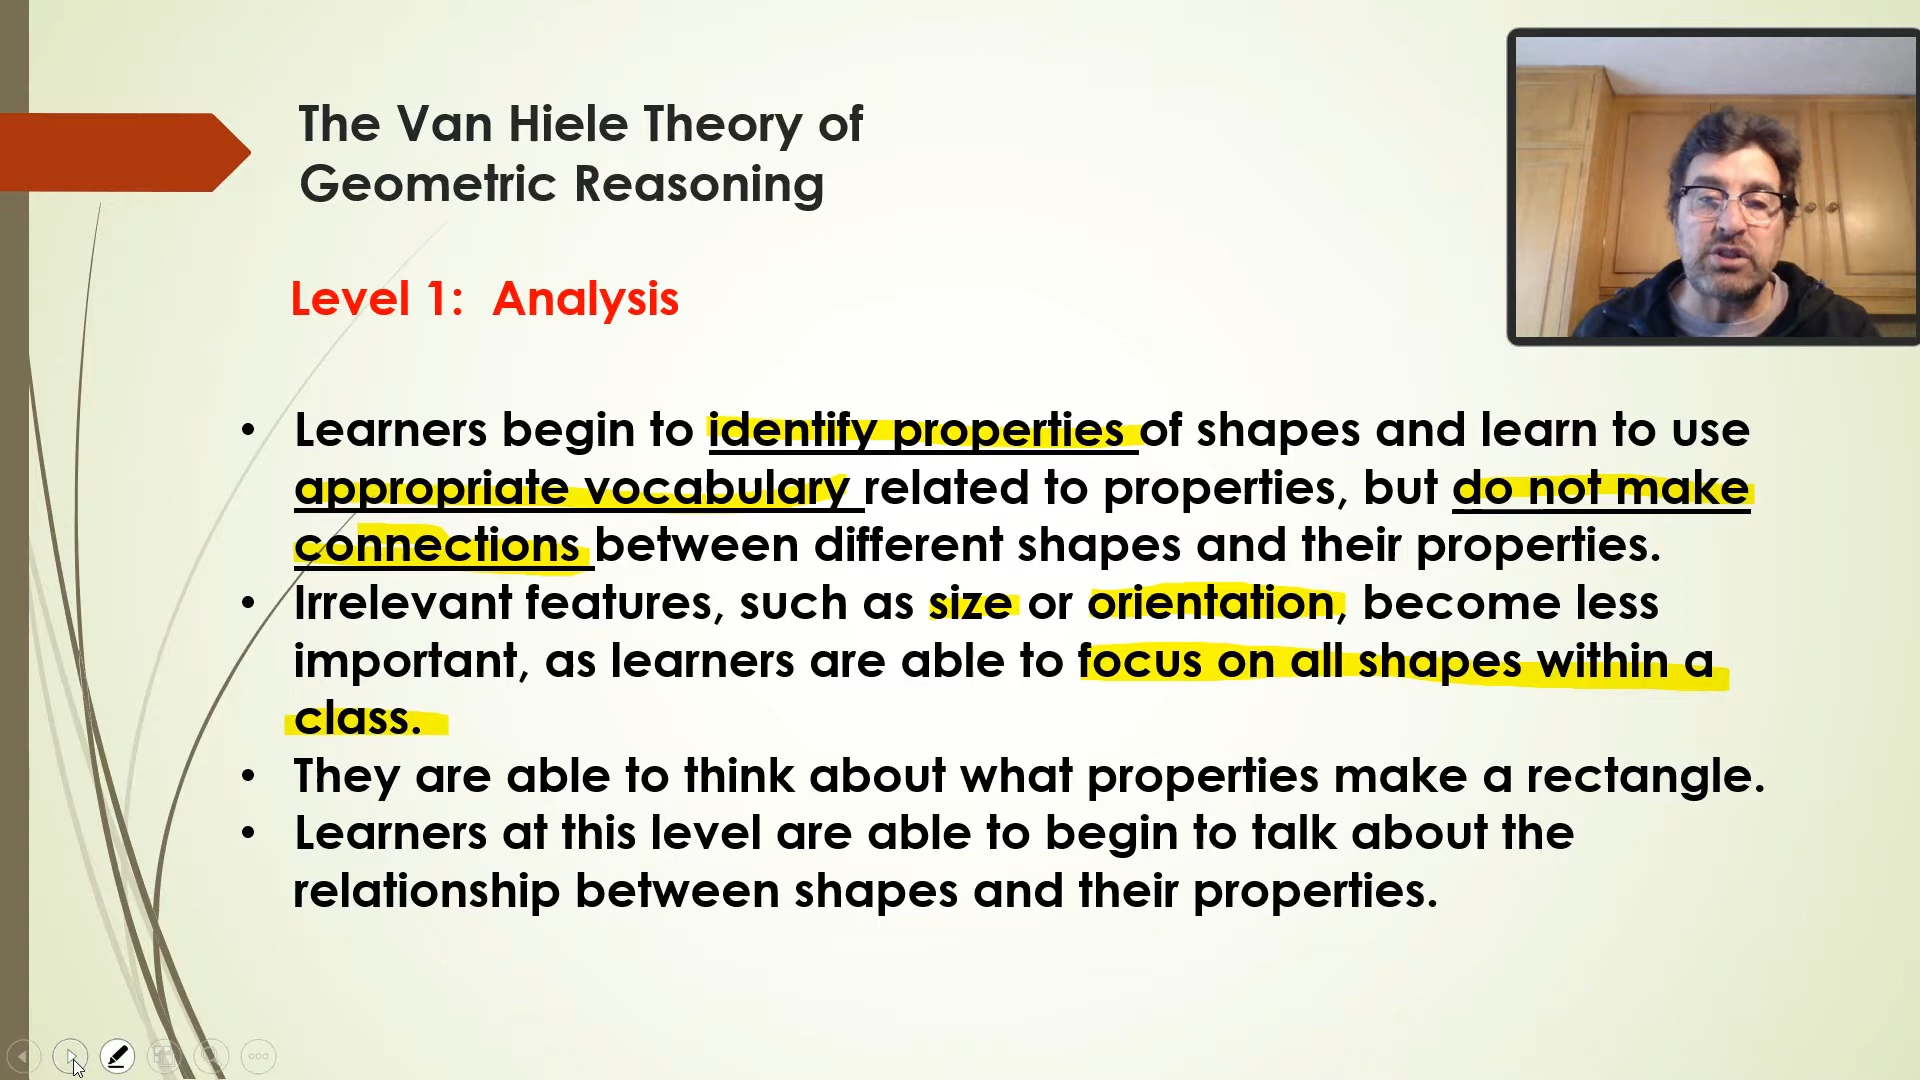 The Van Hiele Theory of
Geometric Reasoning
Level 1: Analysis
• Learners begin to identify properties of shapes and learn to use
appropriate vocabulary related to properties, but do not make
connections between different shapes and their properties.
• Irrelevant features, such as size or orientation, become less
important, as learners are able to focus on all shapes within a
class.
• They are able to think about what properties make a rectangle.
• Learners at this level are able to begin to talk about the
relationship between shapes and their properties.